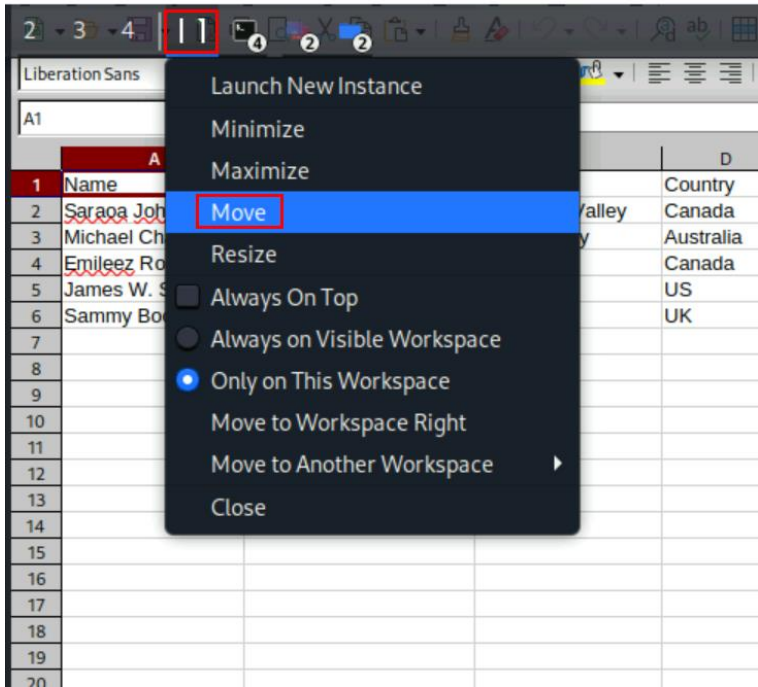 2 3 4 4 2 2 ab
Liberation Sans
Launch New Instance
A1
Minimize
Maximize
A D
1 Name Country
2 Saraoa Joh Move Valley Canada
3 Michael Ch y Australia
4 Emileez Ro Resize Canada
5 James W. S Always On Top US
6 Sammy Boo Always on Visible Workspace UK
7
8 Only on This Workspace
9
10 Move to Workspace Right
11
12 Move to Another Workspace
13
14 Close
15
16
17
18
19
20